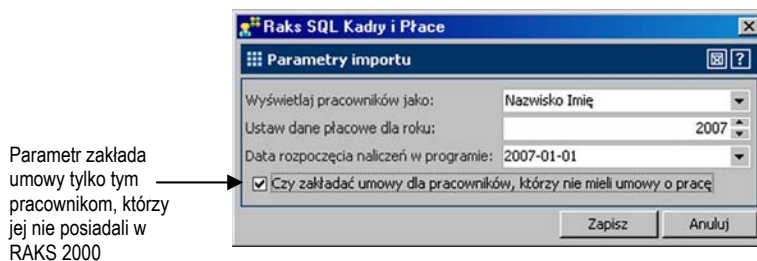 Raks SQL Kadry i Płace
Parametry importu
Wyświetlaj pracowników jako: Nazwisko Imię
Ustaw dane płacowe dla roku: 2007
Data rozpoczęcia naliczeń w programie: 2007-01-01
Czy zakładać umowy dla pracowników, którzy nie mieli umowy o pracę
Zapisz Anuluj
Parametr zakłada
umowy tylko tym
pracownikom, którzy
jej nie posiadali w
RAKS 2000